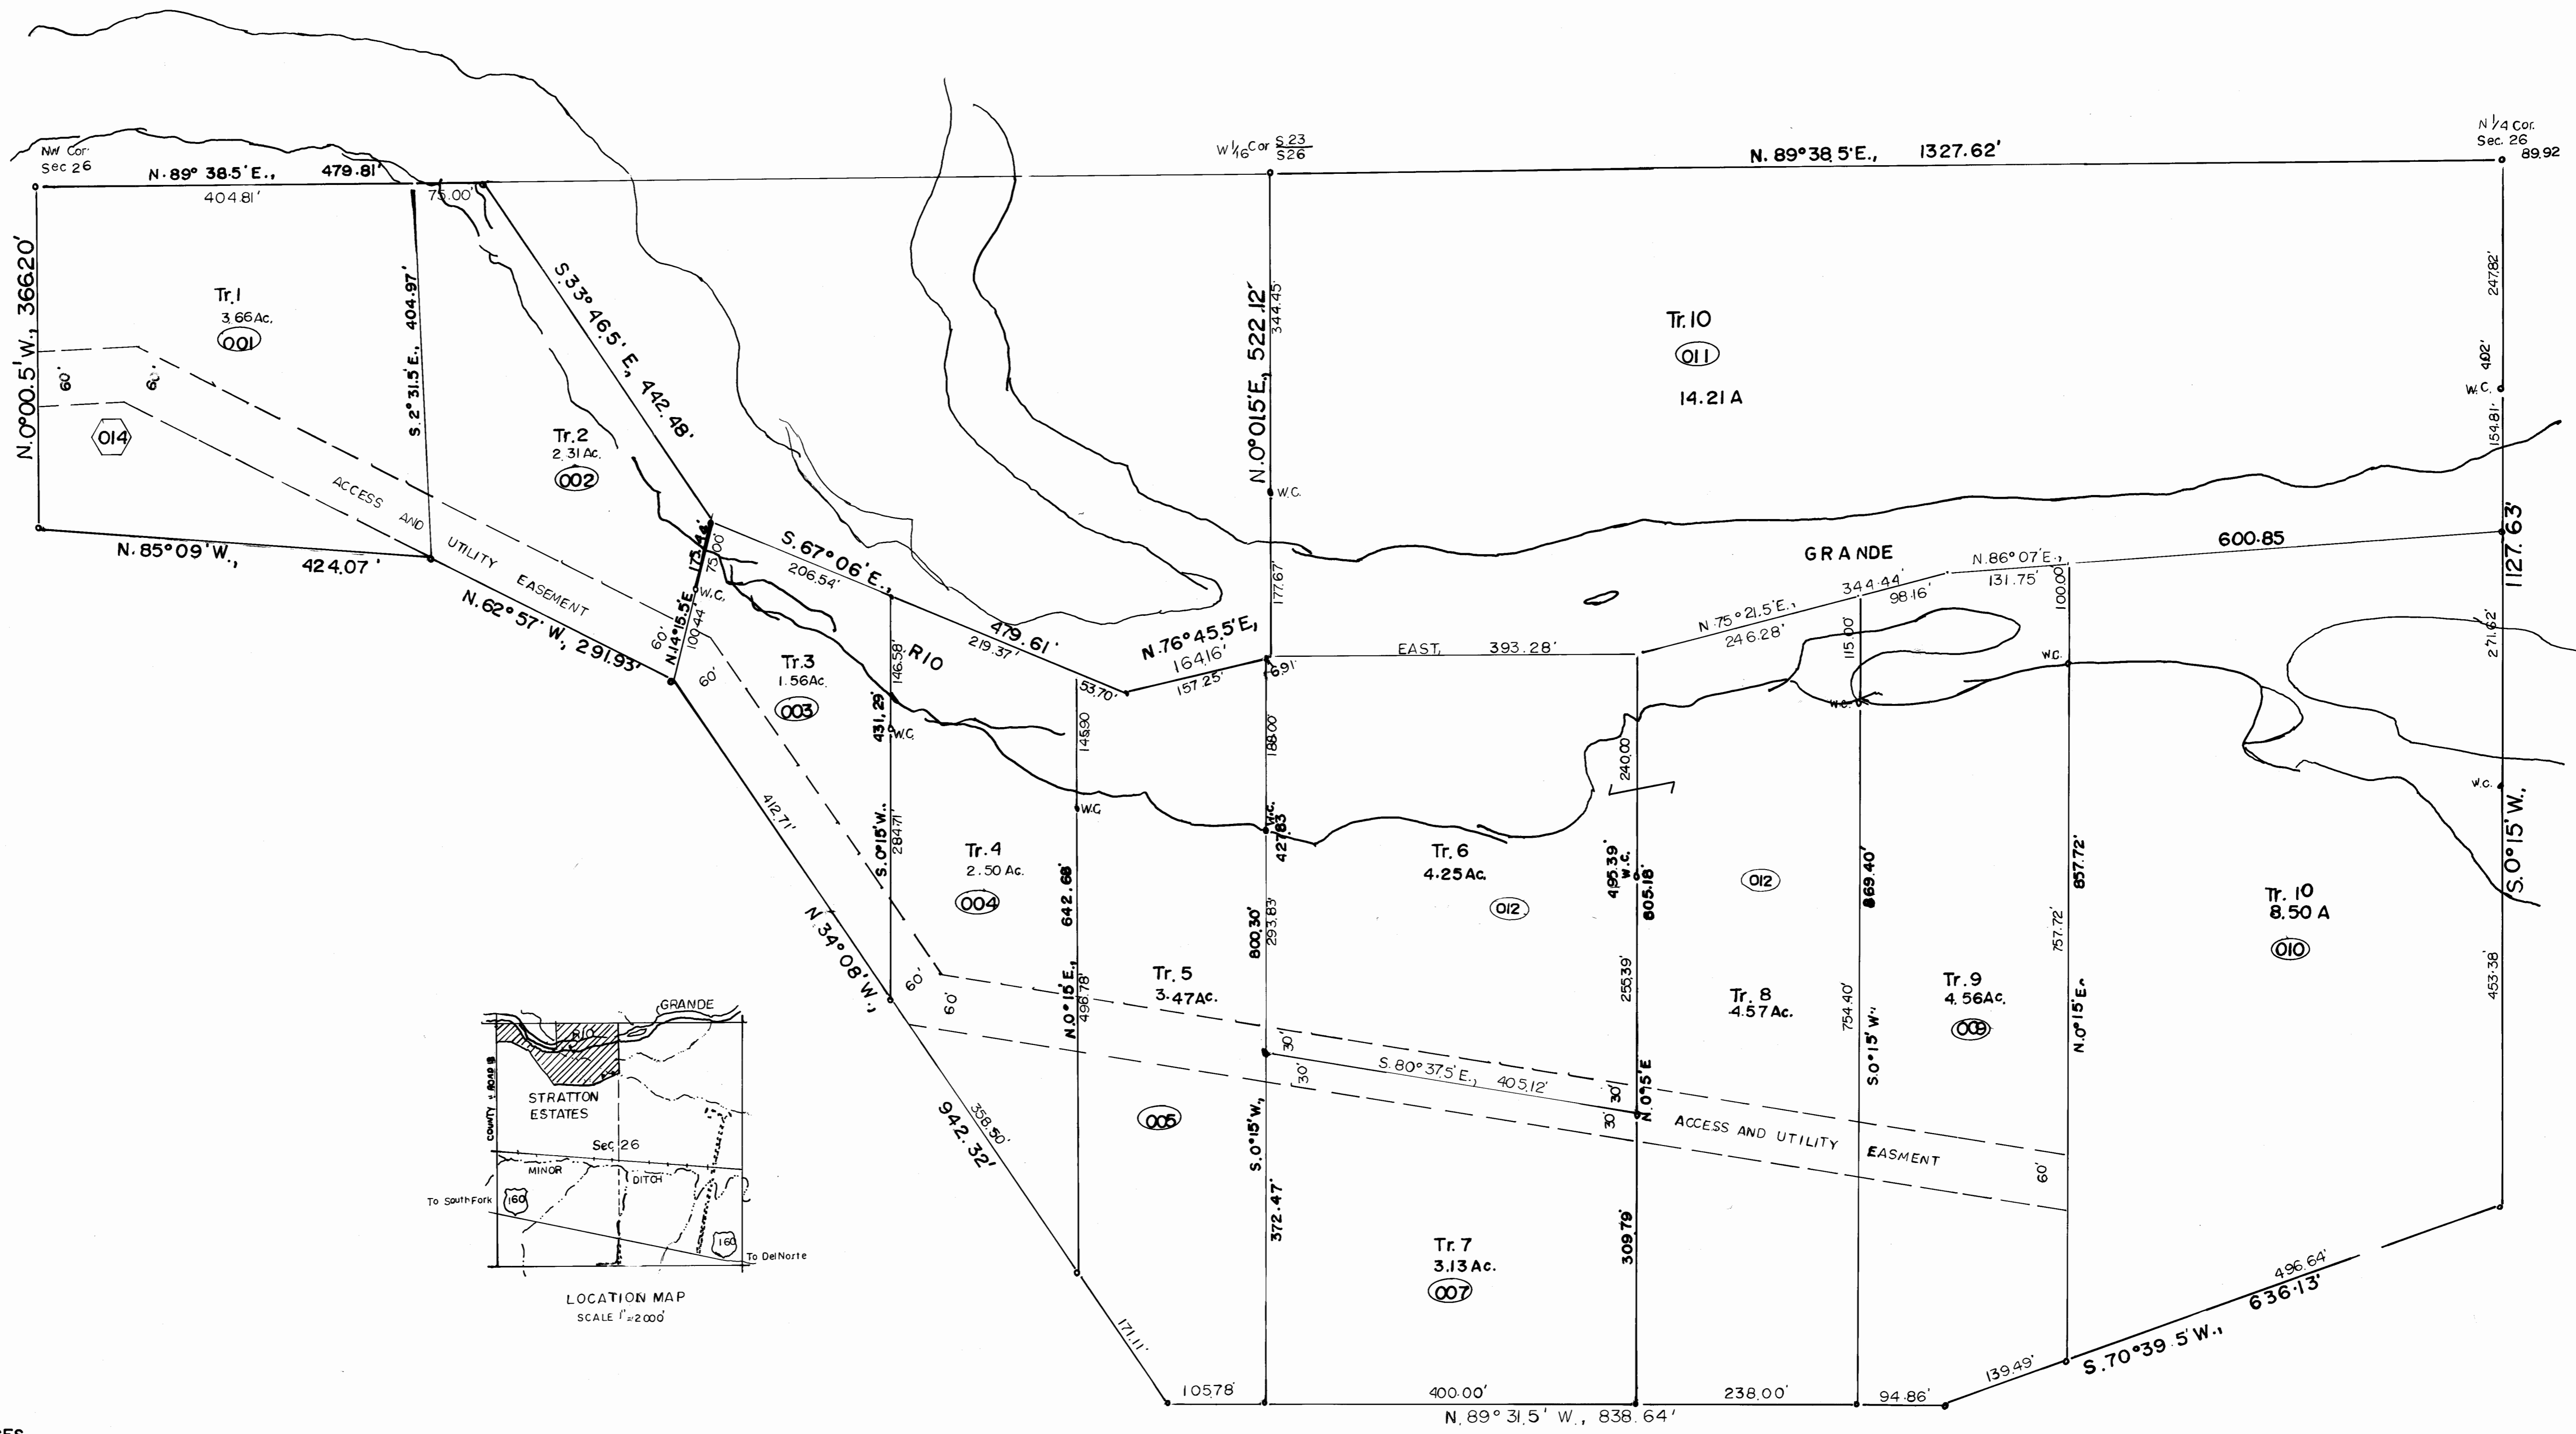 NW Cor.
Sec 26
N. 89° 38.5' E., 479.81'
404.81'
75.00'
W 1/16 Cor S.23
S26
N. 89° 38.5' E., 1327.62'
N 1/4 Cor.
Sec. 26
89.92
N. 0° 00.5' W., 366.20'
Tr. 1
3.66 Ac.
001
60'
60'
014
S. 2° 31.5' E., 404.97'
N. 85° 09' W., 424.07'
ACCESS AND UTILITY EASEMENT
Tr. 2
2.31 Ac.
002
S. 33° 46.5' E., 442.48'
N. 62° 57' W., 291.93'
N. 14° 15.5' E. 175.44'
75.00'
W.C.
100.44'
60'
60'
S. 67° 06' E., 479.61'
206.54'
219.37'
53.70'
N. 76° 45.5' E.,
164.16'
157.25'
6.91'
N. 0° 01.5' E., 522.12'
344.45'
W.C.
177.67'
Tr. 10
011
14.21 A
247.82'
402'
W.C.
154.81'
1127.63'
S. 0° 15' W.,
271.62'
W.C.
453.38'
RIO
GRANDE
EAST, 393.28'
N. 75° 21.5' E., 344.44'
246.28'
98.16'
N. 86° 07' E., 600.85
131.75'
100.00'
W.C.
115.00'
W.C.
Tr. 3
1.56 Ac.
003
146.58'
431.29'
W.C.
S. 0° 15' W.,
284.71'
412.71'
N. 34° 08' W., 942.32'
358.50'
171.11'
Tr. 4
2.50 Ac.
004
60'
60'
145.90
W.C.
N. 0° 15' E., 642.68'
496.78'
Tr. 5
3.47 Ac.
005
188.00'
W.C.
427.83
800.30'
293.83'
S. 0° 15' W.,
372.47'
Tr. 6
4.25 Ac.
012
30'
30'
S. 80° 37.5' E., 405.12'
240.00
495.39'
W.C.
805.18'
255.39'
N. 0° 15' E
30'
30'
309.79'
012
Tr. 8
4.57 Ac.
ACCESS AND UTILITY EASMENT
869.40'
754.40'
S. 0° 15' W.,
Tr. 9
4.56 Ac.
009
857.72'
757.72'
N. 0° 15' E.
60'
Tr. 10
8.50 A
010
Tr. 7
3.13 Ac.
007
105.78'
400.00'
238.00'
94.86'
N. 89° 31.5' W., 838.64'
139.49'
496.64'
S. 70° 39.5' W., 636.13'
GRANDE
RIO
COUNTY ROAD
STRATTON
ESTATES
Sec. 26
MINOR
DITCH
To South Fork
160
160
To Del Norte
LOCATION MAP
SCALE 1"=2000'